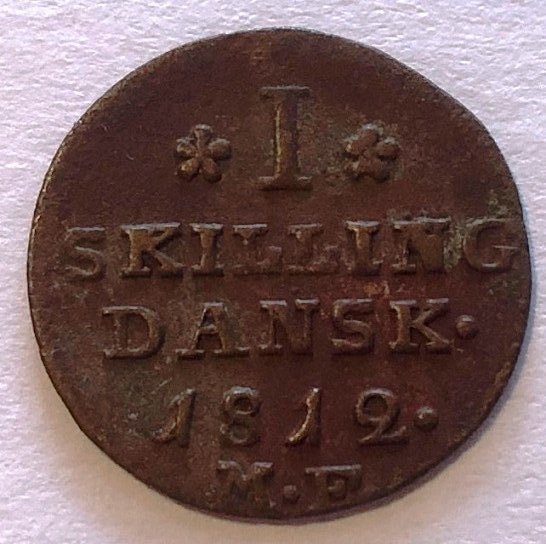 I
SKILLING
DANSK·
1812·
M·F